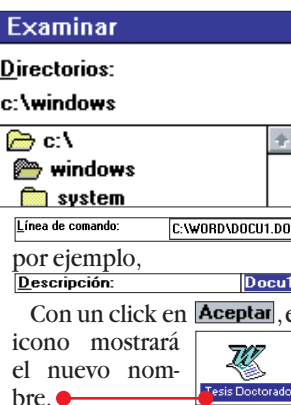 Examinar
Directorios:
c:\windows
c:\
windows
system
Línea de comando: C:\WORD\DOCU1.DO
por ejemplo,
Descripción: Docu1
Con un click en Aceptar, e
icono mostrará
el nuevo nom-
bre.
Tesis Doctorado